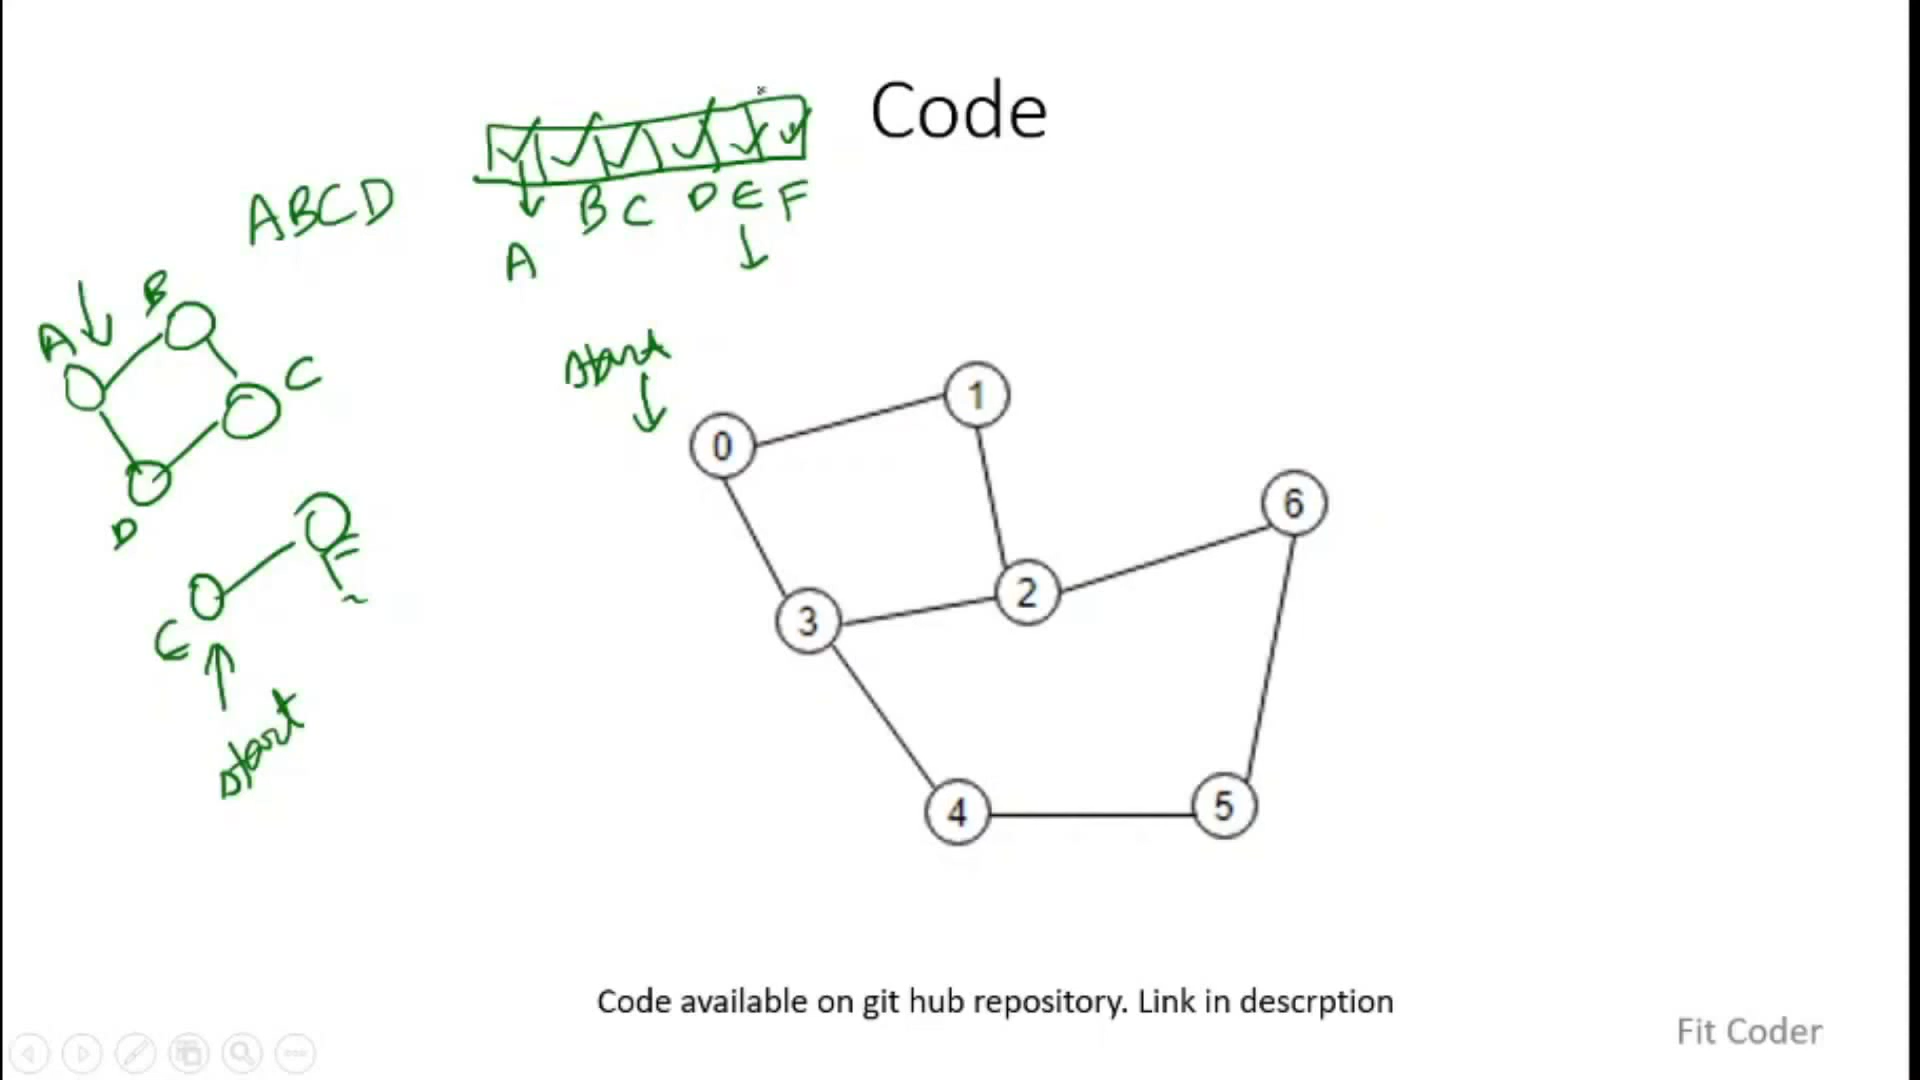 Code
ABCD
B C D E F
A
A
B
C
D
E
F
start
start
0
1
2
3
4
5
6
Code available on git hub repository. Link in descrption
Fit Coder